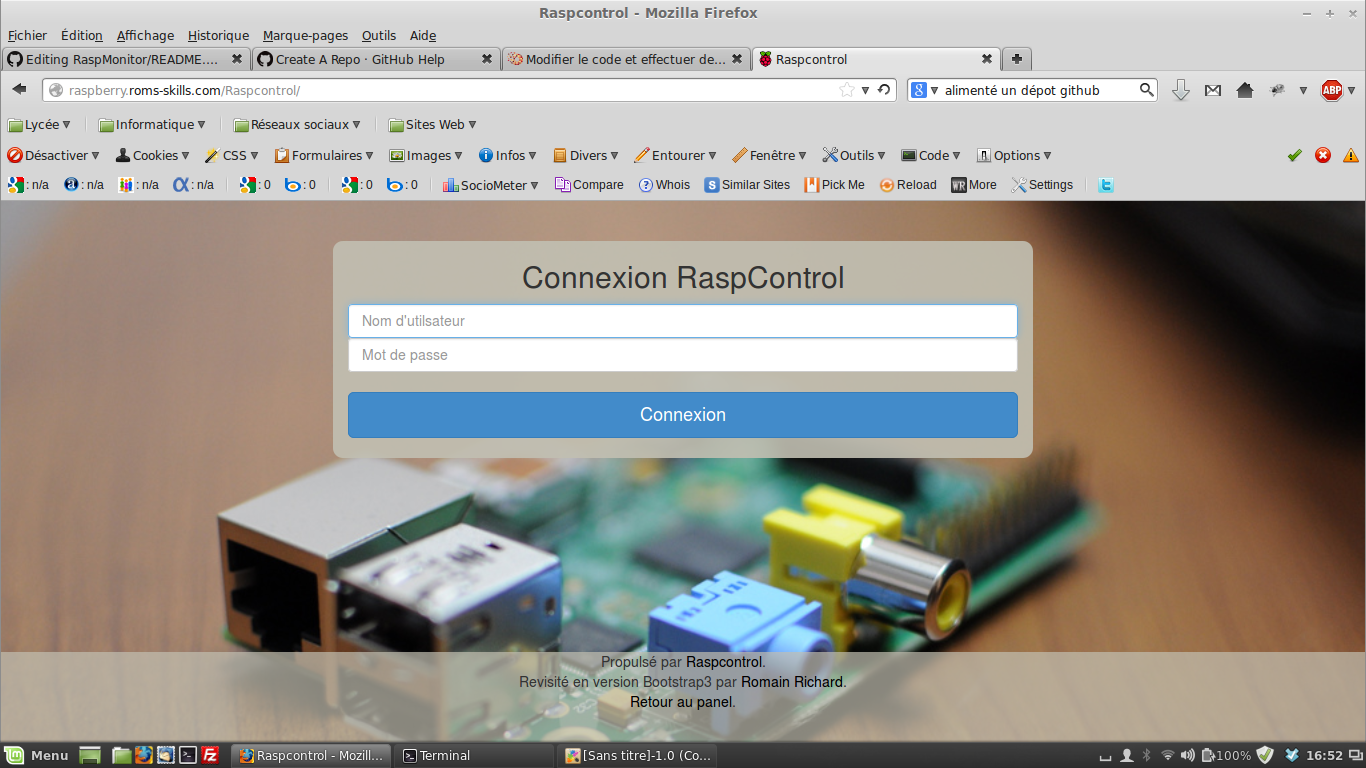 Raspcontrol - Mozilla Firefox
Fichier Édition Affichage Historique Marque-pages Outils Aide
Editing RaspMonitor/README.... Create A Repo · GitHub Help Modifier le code et effectuer de... Raspcontrol
raspberry.roms-skills.com/Raspcontrol/ alimenté un dépot github ABP
Lycée Informatique Réseaux sociaux Sites Web
Désactiver Cookies CSS Formulaires Images Infos Divers Entourer Fenêtre Outils Code Options
: n/a : n/a : n/a : n/a : 0 : 0 : 0 : 0 SocioMeter Compare Whois Similar Sites Pick Me Reload WR More Settings
Connexion RaspControl
Nom d'utilsateur
Mot de passe
Connexion
Propulsé par Raspcontrol.
Revisité en version Bootstrap3 par Romain Richard.
Retour au panel.
Menu Raspcontrol - Mozill... Terminal [Sans titre]-1.0 (Co... 100% 16:52